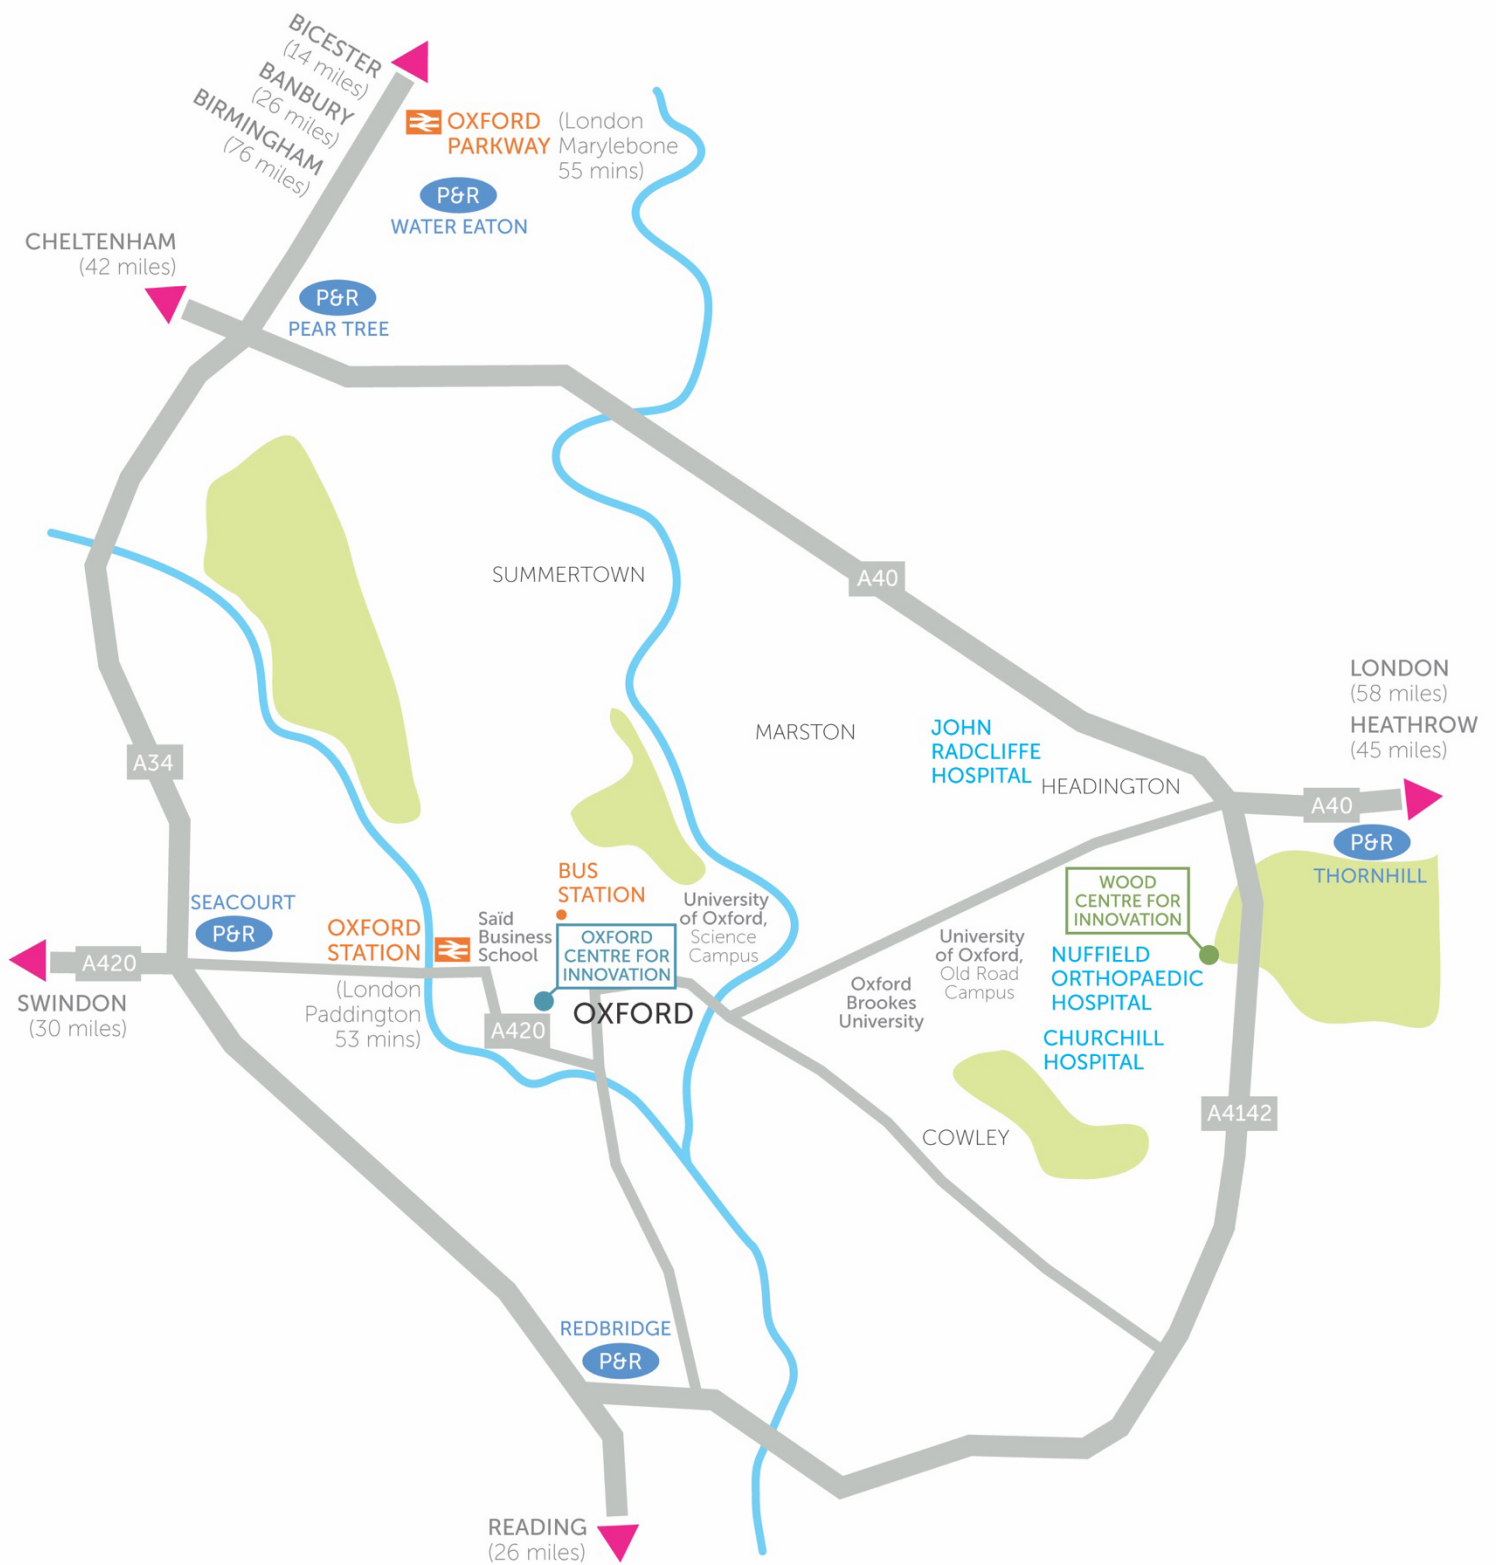 BICESTER
(14 miles)
BANBURY
(26 miles)
BIRMINGHAM
(76 miles)
OXFORD
PARKWAY
(London
Marylebone
55 mins)
P&R
WATER EATON
CHELTENHAM
(42 miles)
P&R
PEAR TREE
SUMMERTOWN
A40
LONDON
(58 miles)
HEATHROW
(45 miles)
MARSTON
JOHN
RADCLIFFE
HOSPITAL
HEADINGTON
A34
A40
P&R
THORNHILL
BUS
STATION
WOOD
CENTRE FOR
INNOVATION
SEACOURT
P&R
OXFORD
STATION
Saïd
Business
School
University
of Oxford,
Science
Campus
OXFORD
CENTRE FOR
INNOVATION
University
of Oxford,
Old Road
Campus
NUFFIELD
ORTHOPAEDIC
HOSPITAL
A420
SWINDON
(30 miles)
(London
Paddington
53 mins)
A420
OXFORD
Oxford
Brookes
University
CHURCHILL
HOSPITAL
A4142
COWLEY
REDBRIDGE
P&R
READING
(26 miles)